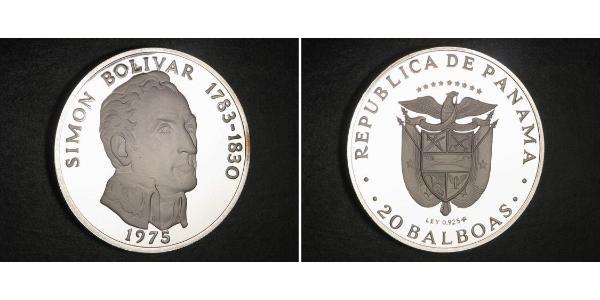 SIMON BOLIVAR 1783-1830
1975
REPUBLICA DE PANAMA
LEY 0.925
· 20 BALBOAS ·